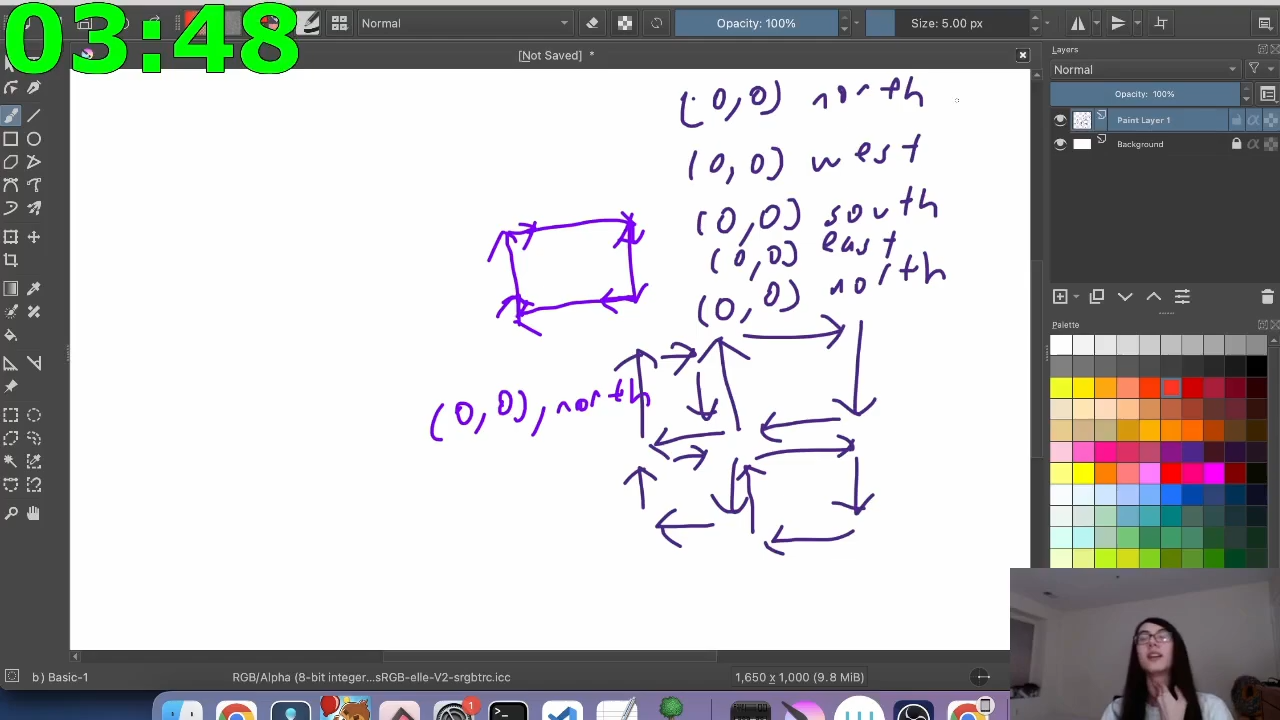 03:48
Normal
Opacity: 100%
Size: 5.00 px
[Not Saved] *
(0,0) north
(0,0) west
(0,0) south
(0,0) east
(0,0) north
(0,0), north
Layers
Normal
Opacity: 100%
Paint Layer 1
Background
Palette
b) Basic-1
RGB/Alpha (8-bit integer...sRGB-elle-V2-srgbtrc.icc
1,650 x 1,000 (9.8 MiB)
1